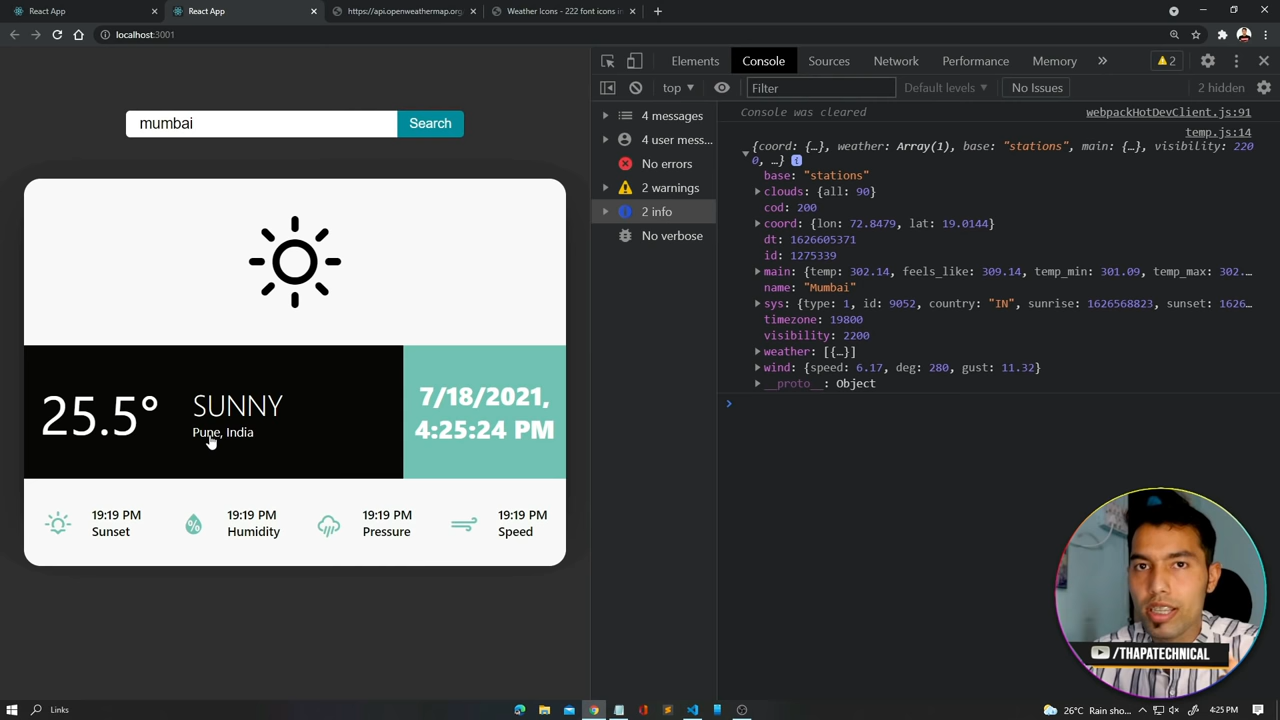 React App
React App
https://api.openweathermap.org
Weather Icons - 222 font icons in
localhost:3001
Elements
Console
Sources
Network
Performance
Memory
2
top
Filter
Default levels
No Issues
2 hidden
mumbai
Search
4 messages
4 user mess...
No errors
2 warnings
2 info
No verbose
Console was cleared
webpackHotDevClient.js:91
temp.js:14
{coord: {…}, weather: Array(1), base: "stations", main: {…}, visibility: 220
0, …}
base: "stations"
clouds: {all: 90}
cod: 200
coord: {lon: 72.8479, lat: 19.0144}
dt: 1626605371
id: 1275339
main: {temp: 302.14, feels_like: 309.14, temp_min: 301.09, temp_max: 302.…
name: "Mumbai"
sys: {type: 1, id: 9052, country: "IN", sunrise: 1626568823, sunset: 1626…
timezone: 19800
visibility: 2200
weather: [{…}]
wind: {speed: 6.17, deg: 280, gust: 11.32}
__proto__: Object
25.5°
SUNNY
Pune, India
7/18/2021,
4:25:24 PM
19:19 PM
Sunset
%
19:19 PM
Humidity
19:19 PM
Pressure
19:19 PM
Speed
/THAPATECHNICAL
Links
26°C Rain sho...
4:25 PM